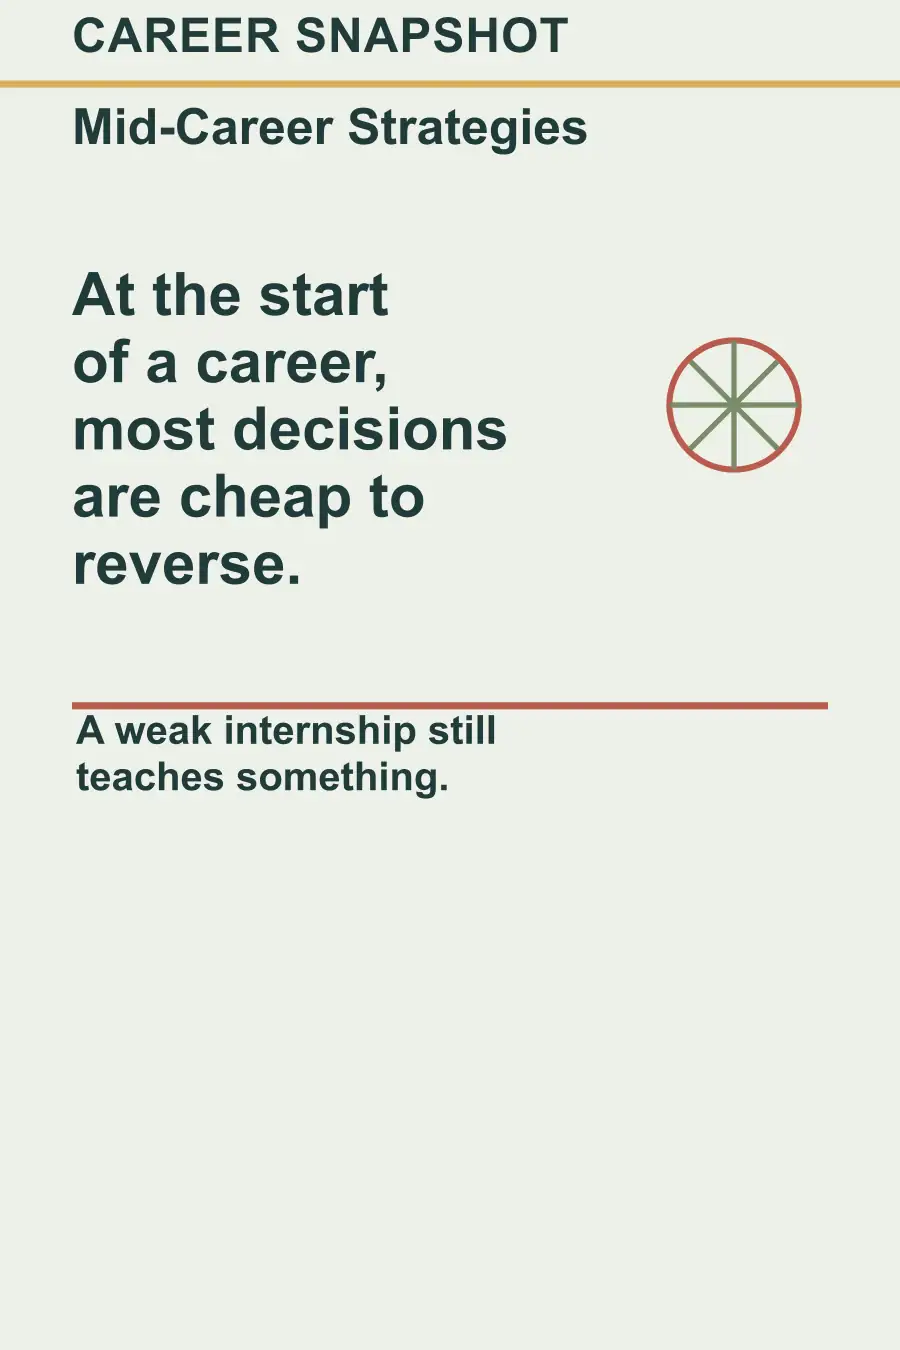 CAREER SNAPSHOT
Mid-Career Strategies
At the start
of a career,
most decisions
are cheap to
reverse.
A weak internship still
teaches something.